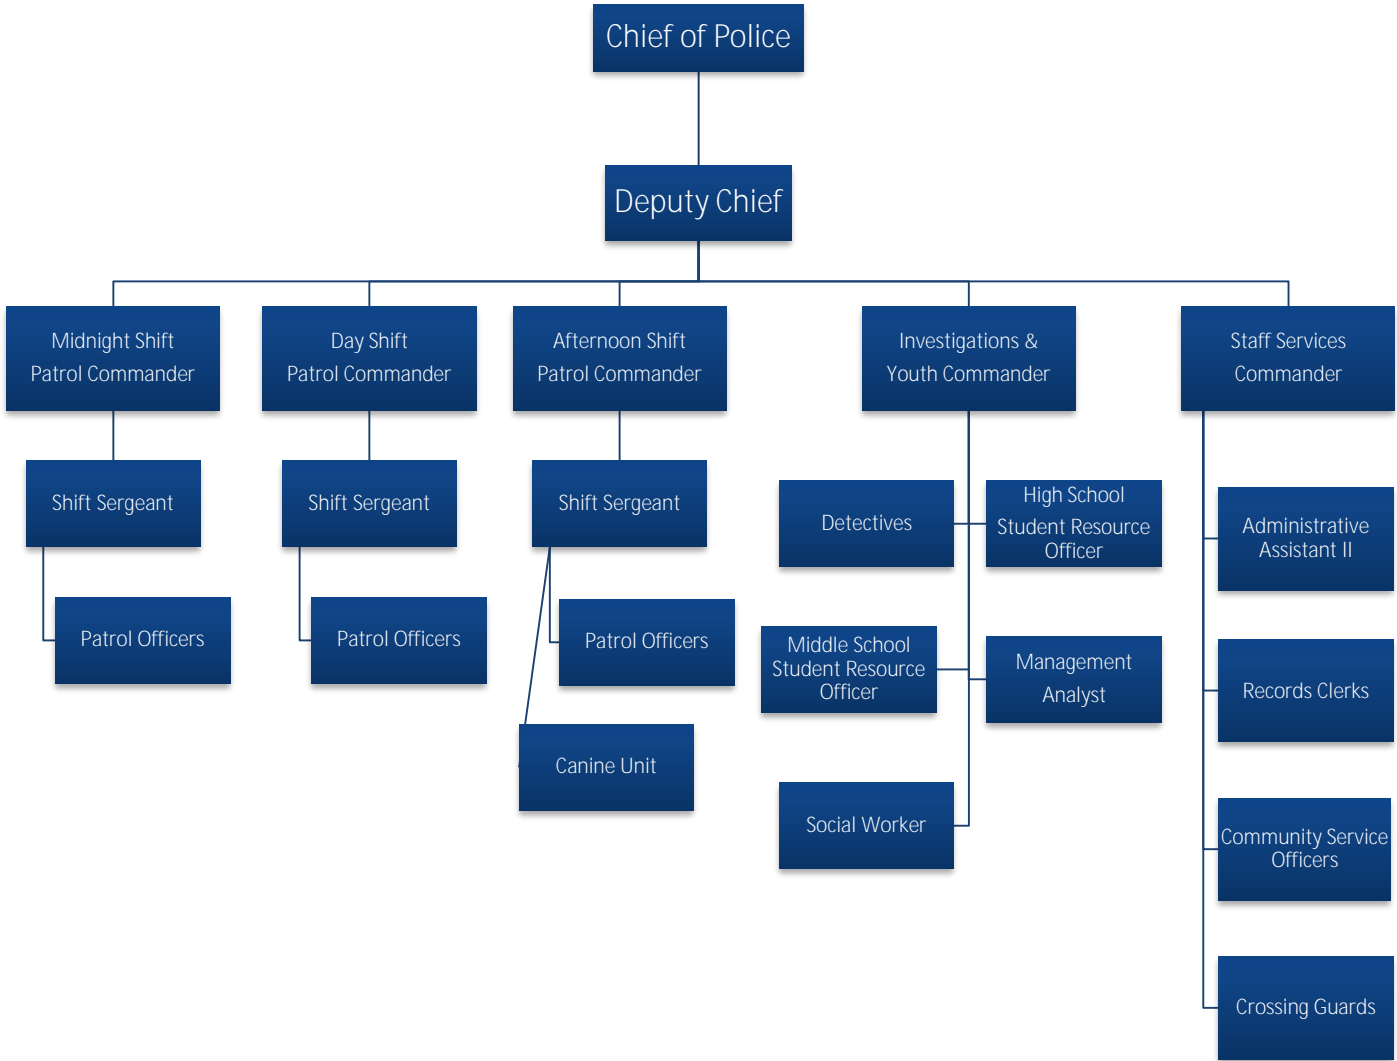 Chief of Police
Deputy Chief
Midnight Shift
Patrol Commander
Day Shift
Patrol Commander
Afternoon Shift
Patrol Commander
Investigations &
Youth Commander
Staff Services
Commander
Shift Sergeant
Shift Sergeant
Shift Sergeant
Detectives
High School
Student Resource
Officer
Administrative
Assistant II
Patrol Officers
Patrol Officers
Patrol Officers
Middle School
Student Resource
Officer
Management
Analyst
Records Clerks
Canine Unit
Social Worker
Community Service
Officers
Crossing Guards